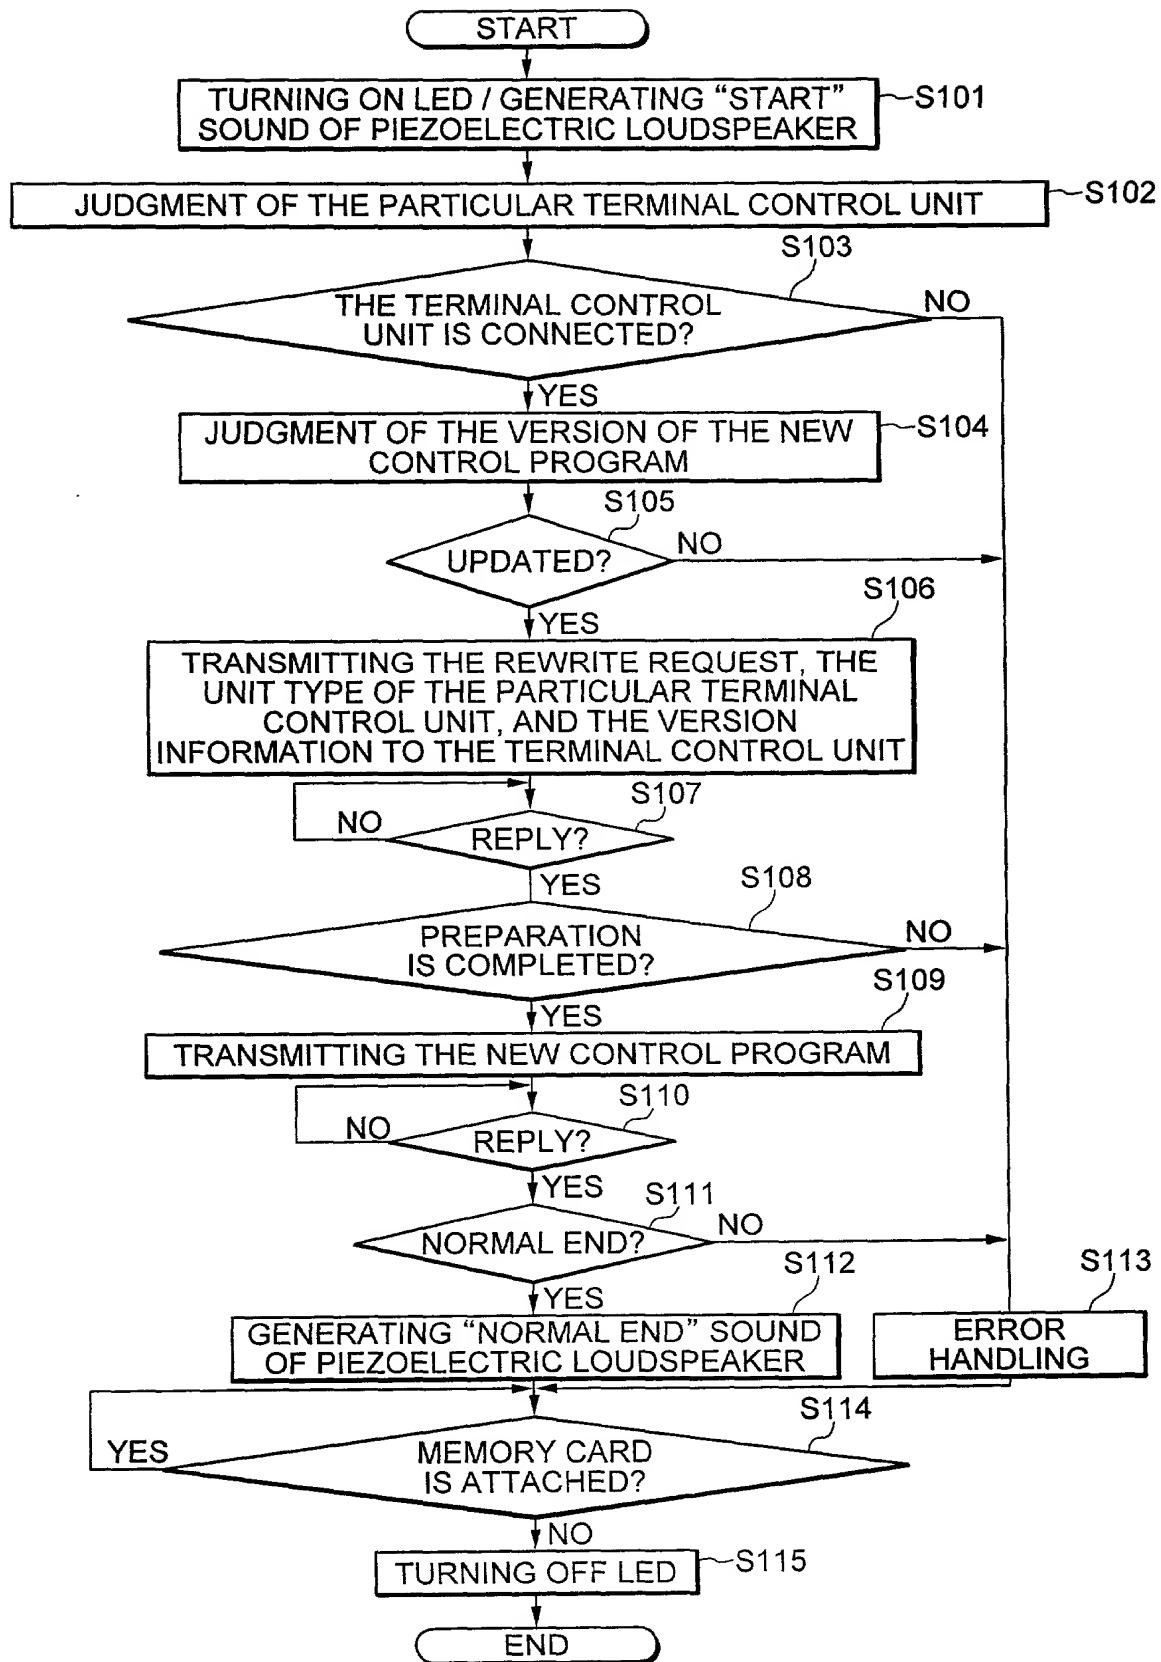 START
TURNING ON LED / GENERATING “START”
SOUND OF PIEZOELECTRIC LOUDSPEAKER
S101
JUDGMENT OF THE PARTICULAR TERMINAL CONTROL UNIT
S102
S103
THE TERMINAL CONTROL
UNIT IS CONNECTED?
NO
YES
JUDGMENT OF THE VERSION OF THE NEW
CONTROL PROGRAM
S104
S105
UPDATED?
NO
YES
S106
TRANSMITTING THE REWRITE REQUEST, THE
UNIT TYPE OF THE PARTICULAR TERMINAL
CONTROL UNIT, AND THE VERSION
INFORMATION TO THE TERMINAL CONTROL UNIT
S107
NO
REPLY?
YES
S108
PREPARATION
IS COMPLETED?
NO
YES
S109
TRANSMITTING THE NEW CONTROL PROGRAM
S110
NO
REPLY?
YES
S111
NORMAL END?
NO
YES
S112
GENERATING “NORMAL END” SOUND
OF PIEZOELECTRIC LOUDSPEAKER
S113
ERROR
HANDLING
S114
YES
MEMORY CARD
IS ATTACHED?
NO
TURNING OFF LED
S115
END